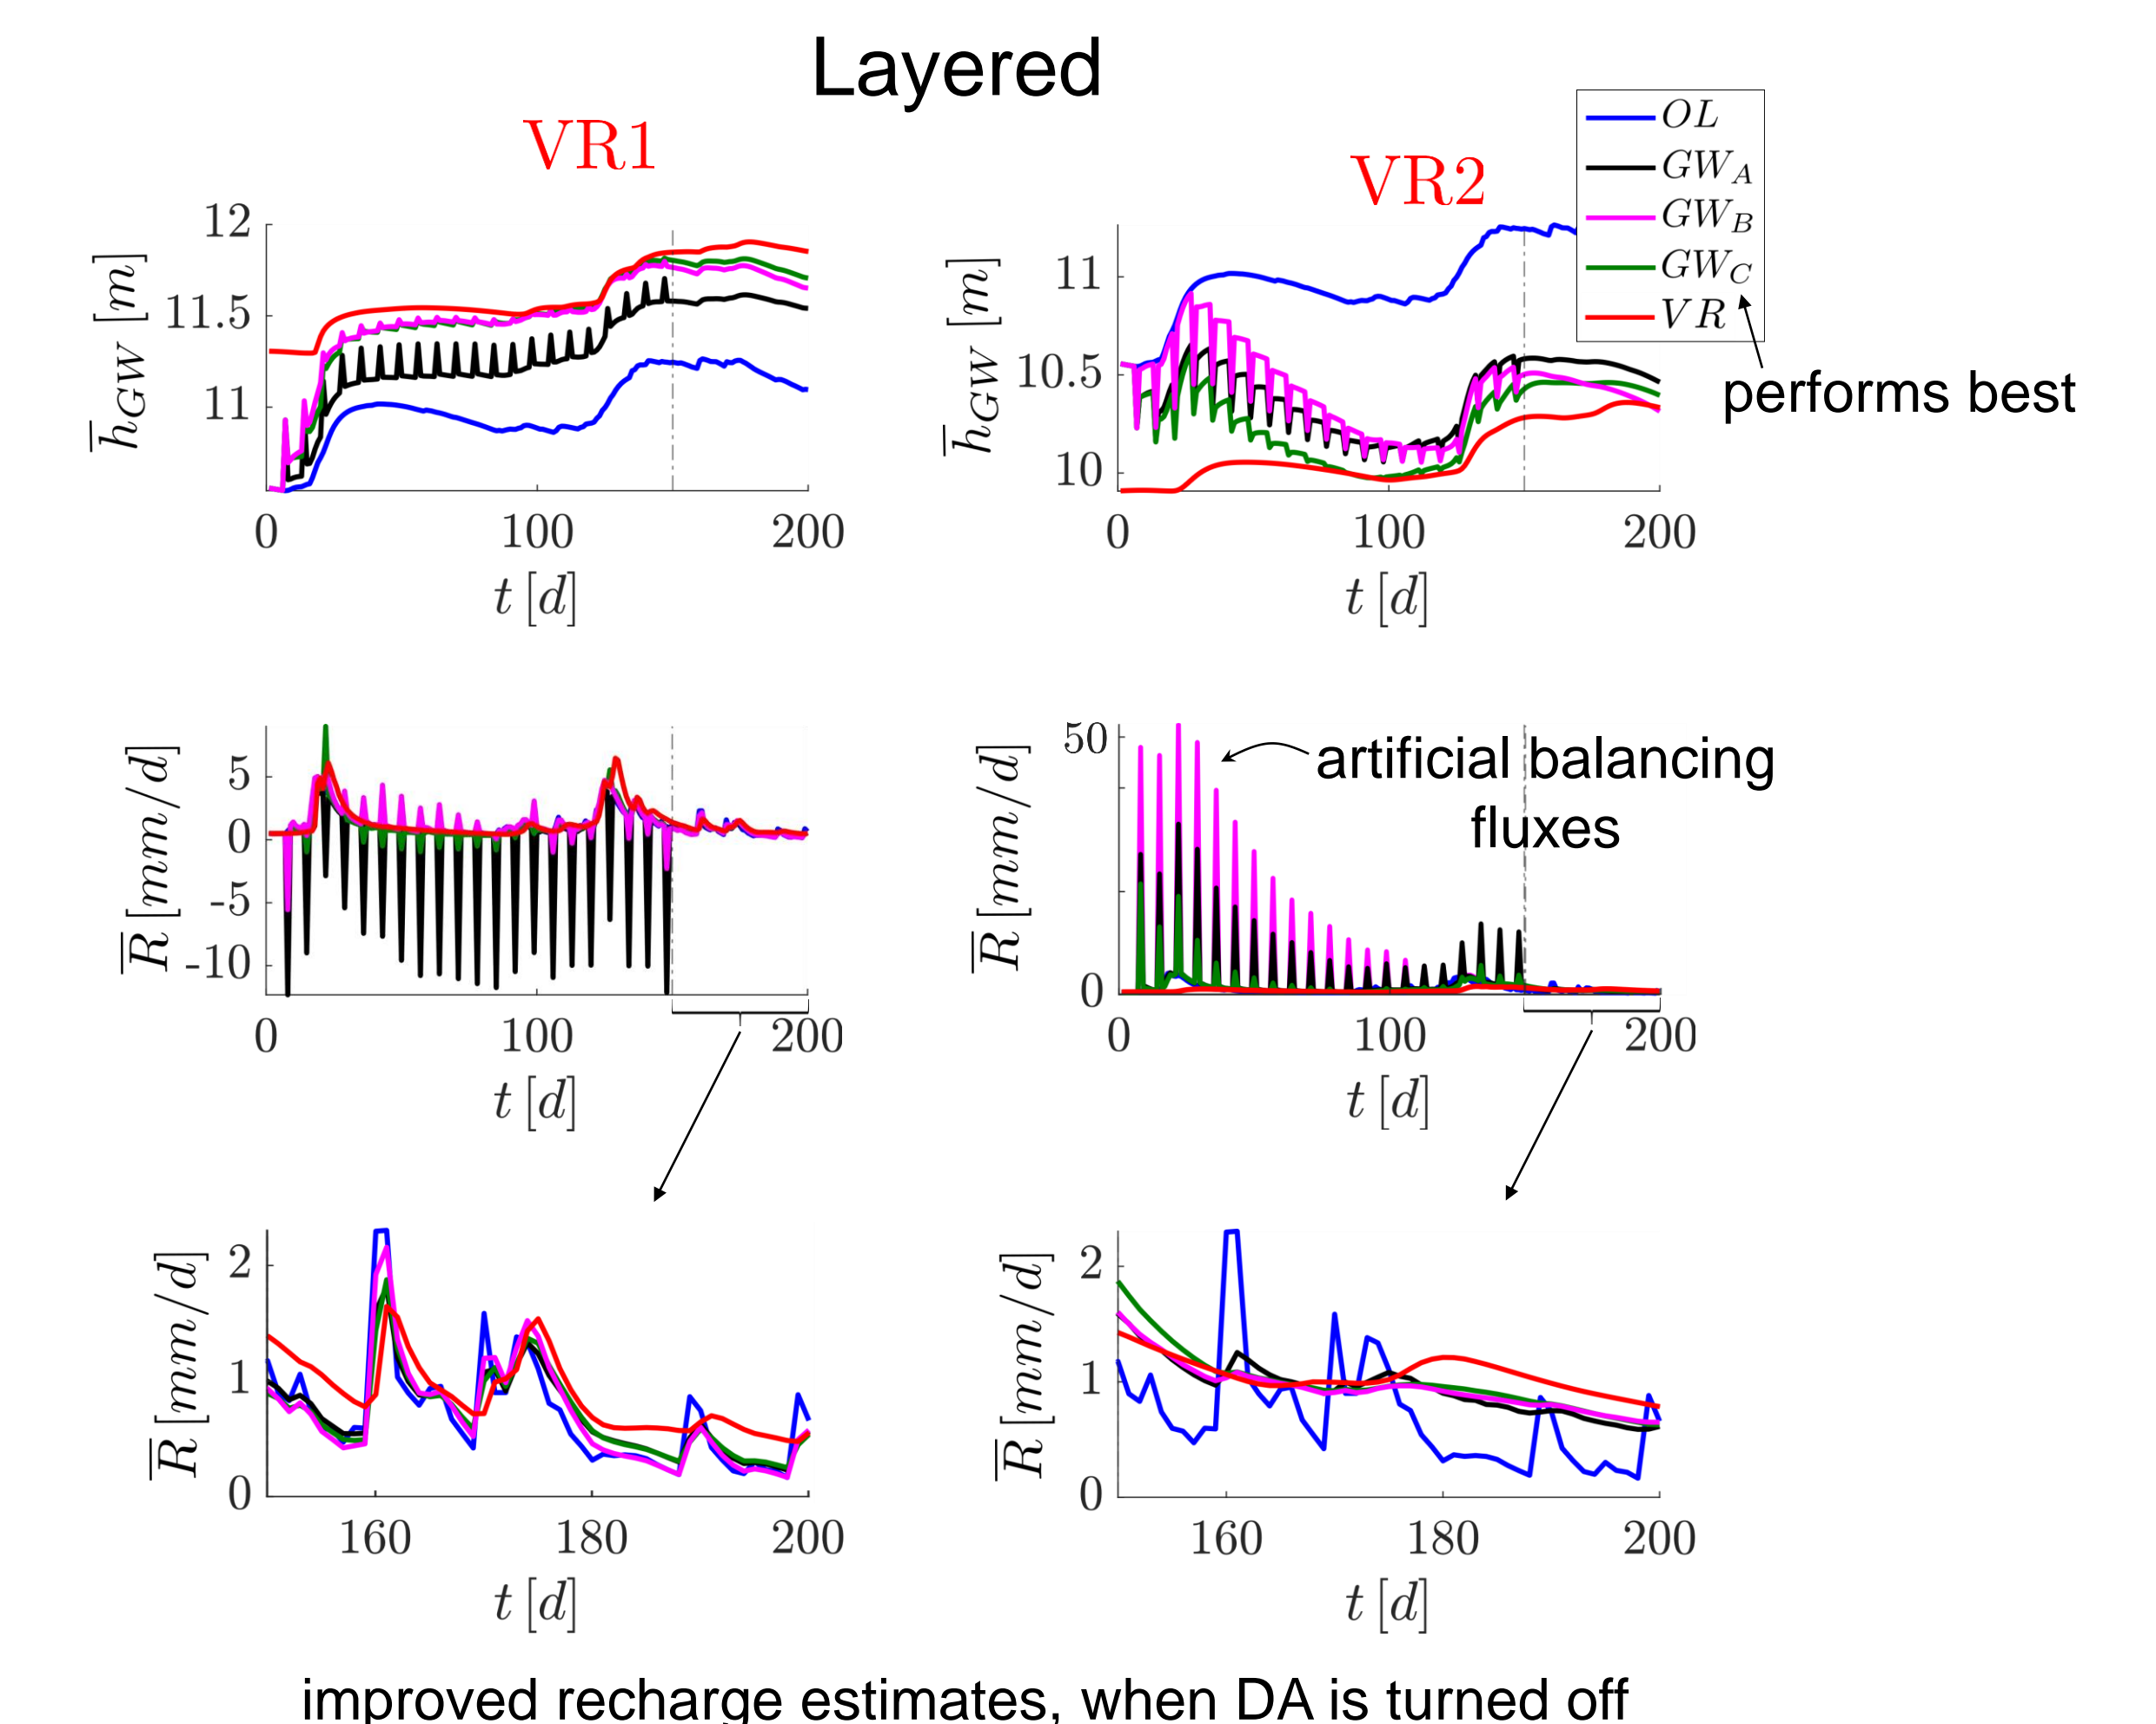 Layered
VR1
VR2
OL
GW_A
GW_B
GW_C
VR
performs best
12
11.5
11
h̅_GW [m]
0 100 200
t [d]
11
10.5
10
h̅_GW [m]
0 100 200
t [d]
5
0
-5
-10
R̅ [mm/d]
0 100 200
t [d]
50
0
R̅ [mm/d]
artificial balancing
fluxes
0 100 200
t [d]
2
1
0
R̅ [mm/d]
160 180 200
t [d]
2
1
0
R̅ [mm/d]
160 180 200
t [d]
improved recharge estimates, when DA is turned off